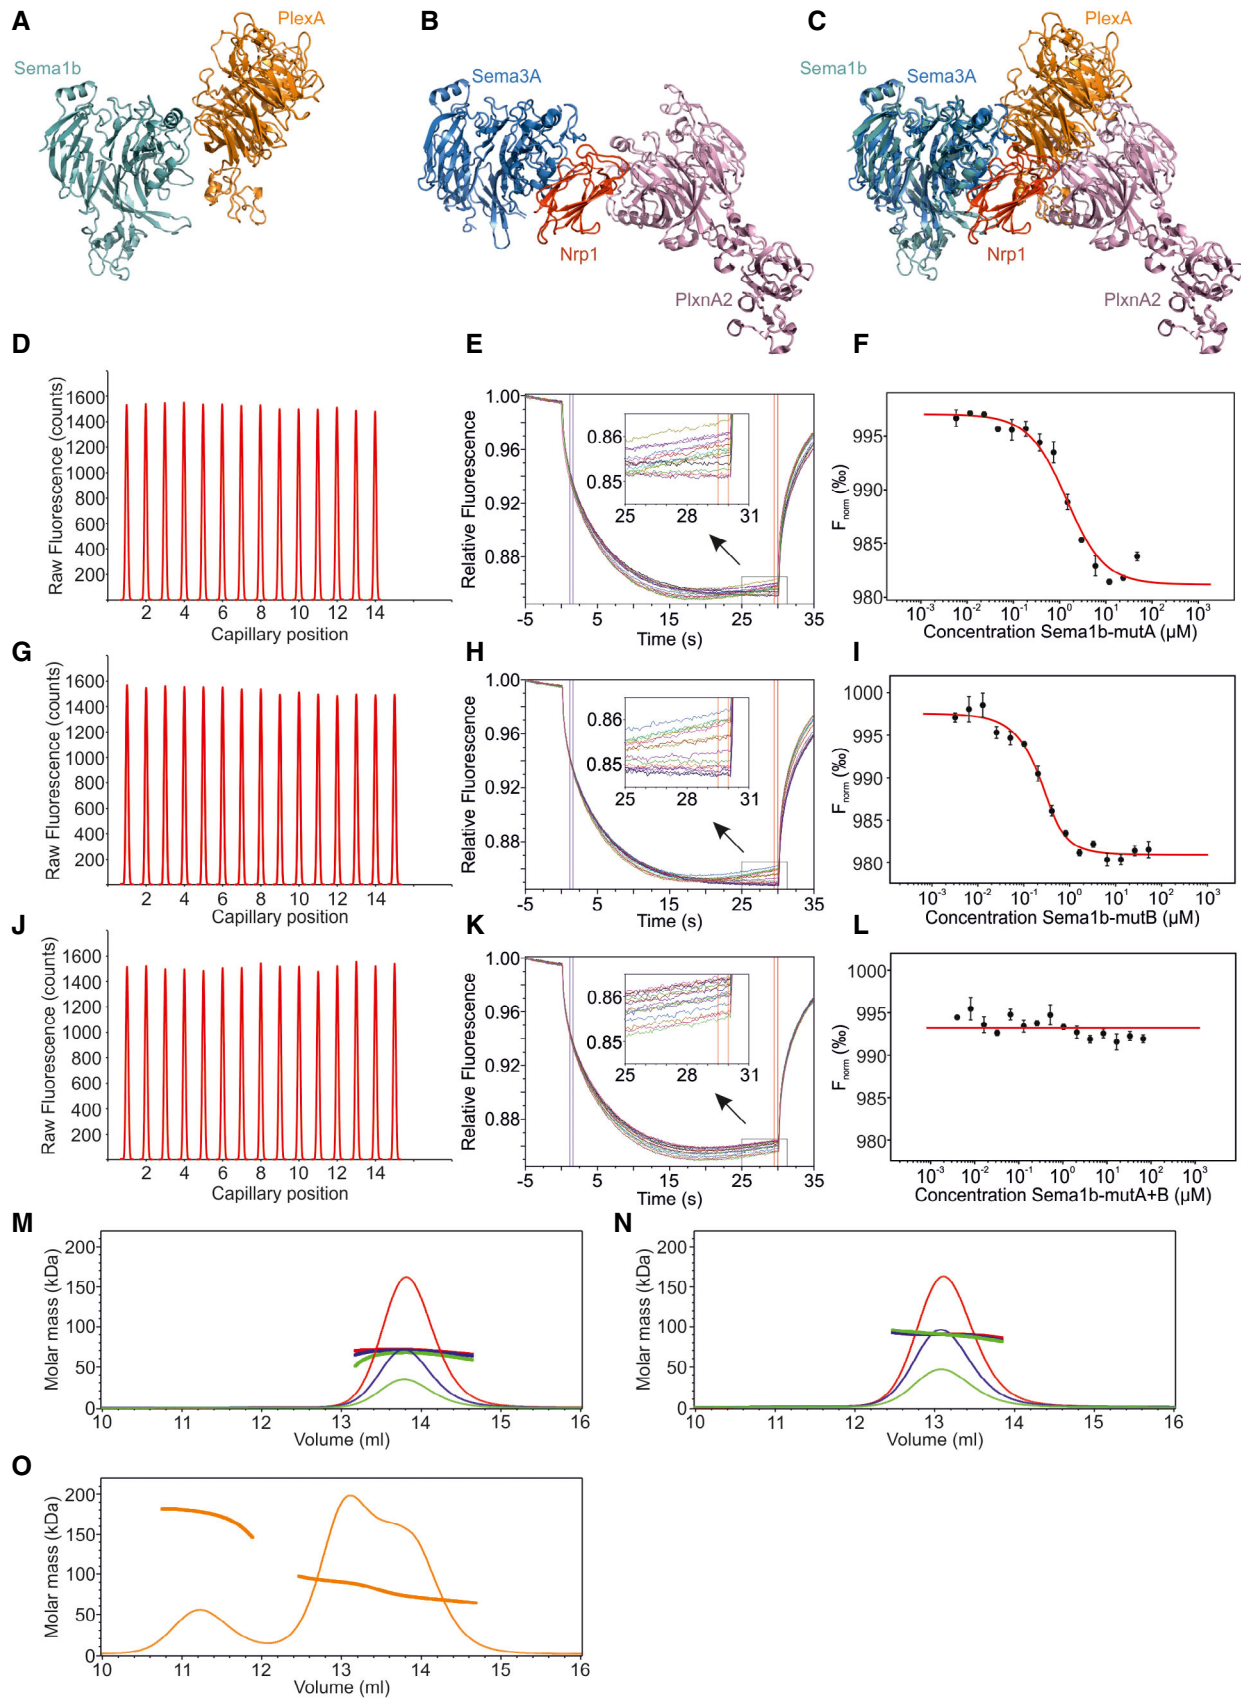 A
B
C
PlexA
Sema1b
Sema3A
Nrp1
PlxnA2
PlexA
Sema1b
Sema3A
Nrp1
PlxnA2
D
E
F
Raw Fluorescence (counts)
1600
1400
1200
1000
800
600
400
200
2 4 6 8 10 12 14
Capillary position
Relative Fluorescence
1.00
0.96
0.92
0.88
0.86
0.85
25 28 31
-5 5 15 25 35
Time (s)
F norm (‰)
995
990
985
980
10⁻³ 10⁻² 10⁻¹ 10⁰ 10¹ 10² 10³
Concentration Sema1b-mutA (µM)
G
H
I
Raw Fluorescence (counts)
1600
1400
1200
1000
800
600
400
200
2 4 6 8 10 12 14
Capillary position
Relative Fluorescence
1.00
0.96
0.92
0.88
0.86
0.85
25 28 31
-5 5 15 25 35
Time (s)
F norm (‰)
1000
995
990
985
980
10⁻³ 10⁻² 10⁻¹ 10⁰ 10¹ 10² 10³
Concentration Sema1b-mutB (µM)
J
K
L
Raw Fluorescence (counts)
1600
1400
1200
1000
800
600
400
200
2 4 6 8 10 12 14
Capillary position
Relative Fluorescence
1.00
0.96
0.92
0.88
0.86
0.85
25 28 31
-5 5 15 25 35
Time (s)
F norm (‰)
1000
995
990
985
980
10⁻³ 10⁻² 10⁻¹ 10⁰ 10¹ 10² 10³
Concentration Sema1b-mutA+B (µM)
M
N
Molar mass (kDa)
200
150
100
50
0
10 11 12 13 14 15 16
Volume (ml)
Molar mass (kDa)
200
150
100
50
0
10 11 12 13 14 15 16
Volume (ml)
O
Molar mass (kDa)
200
150
100
50
0
10 11 12 13 14 15 16
Volume (ml)